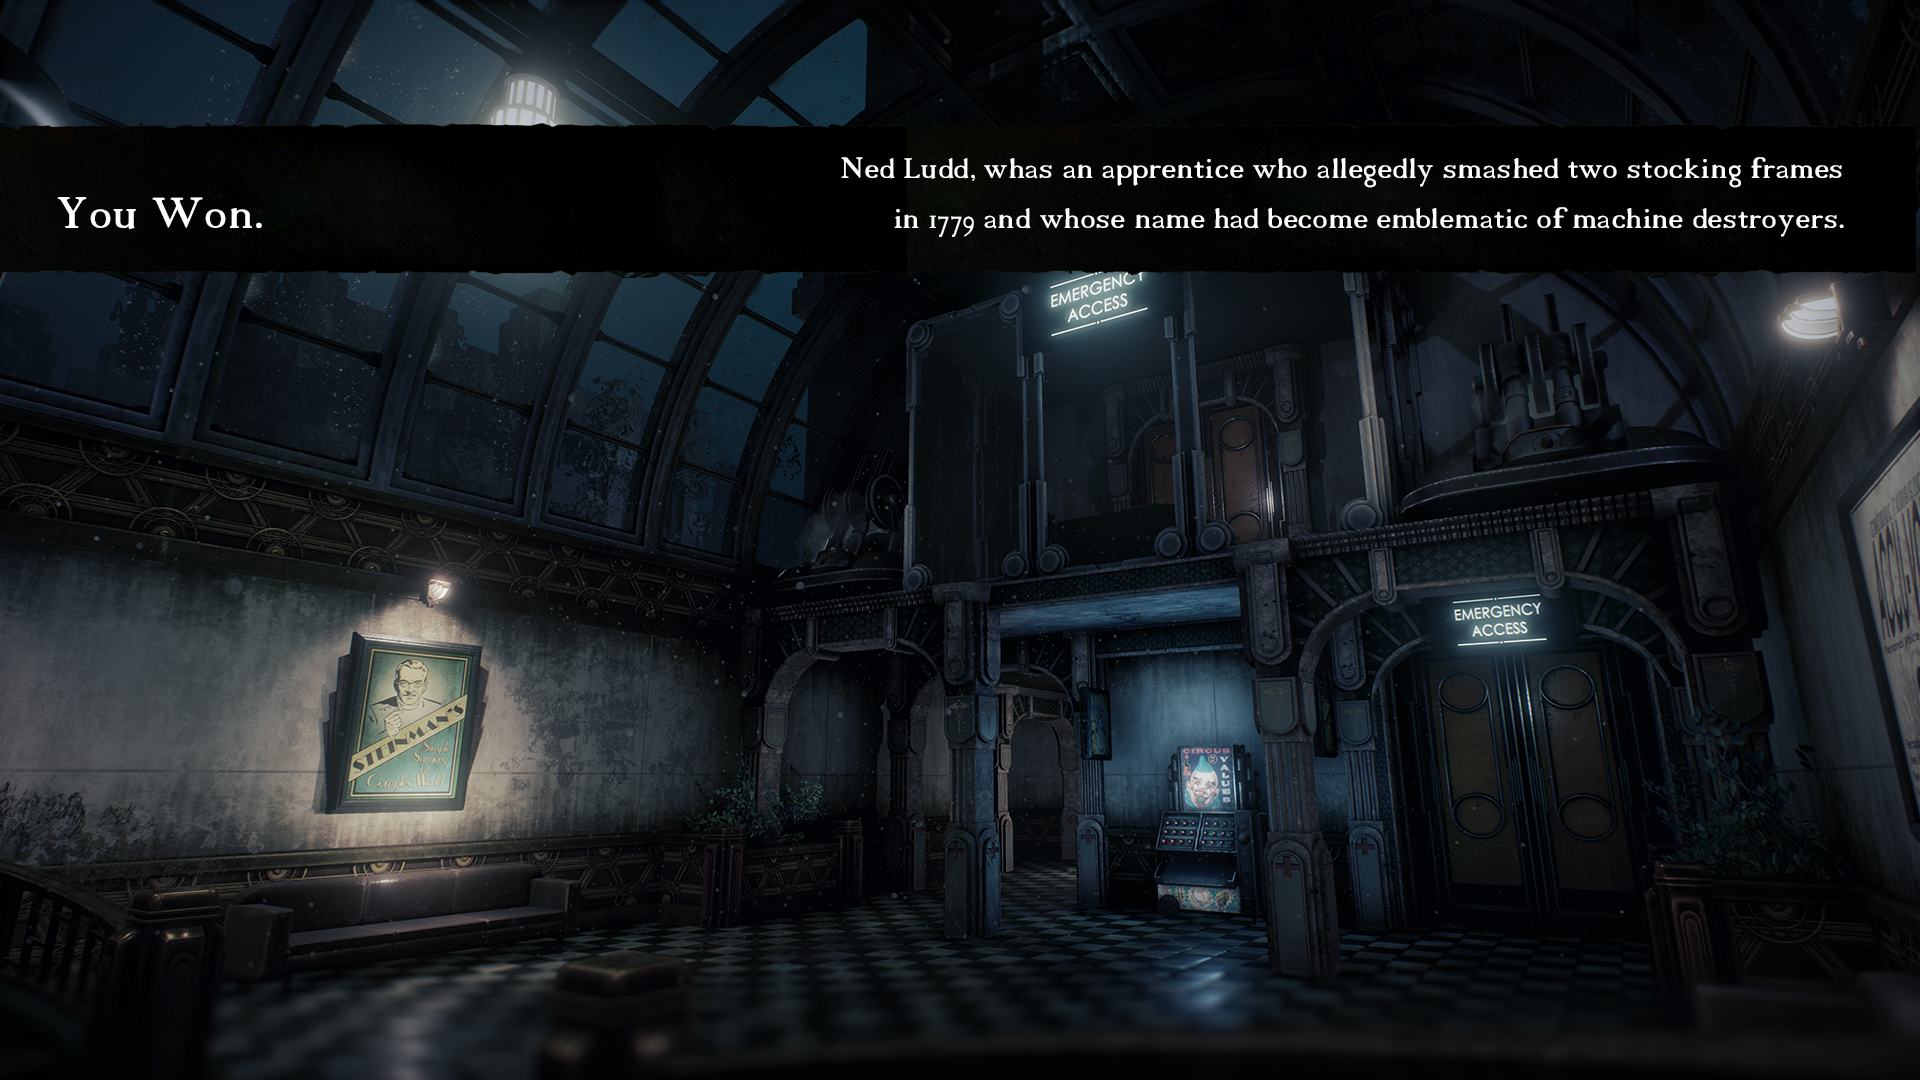 You Won.
Ned Ludd, whas an apprentice who allegedly smashed two stocking frames
in 1779 and whose name had become emblematic of machine destroyers.
EMERGENCY
ACCESS
EMERGENCY
ACCESS
STEINMAN'S
CIRCUS
VALUES